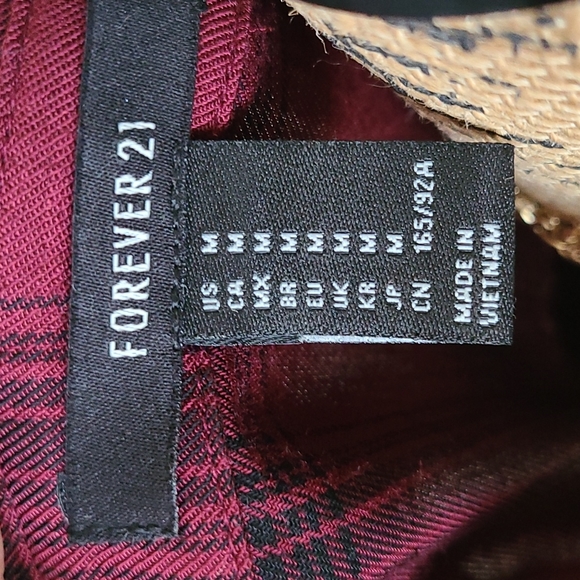 FOREVER 21
US M
CA M
MX M
BR M
EU M
UK M
KR M
JP M
CN 165/92A
MADE IN
VIETNAM